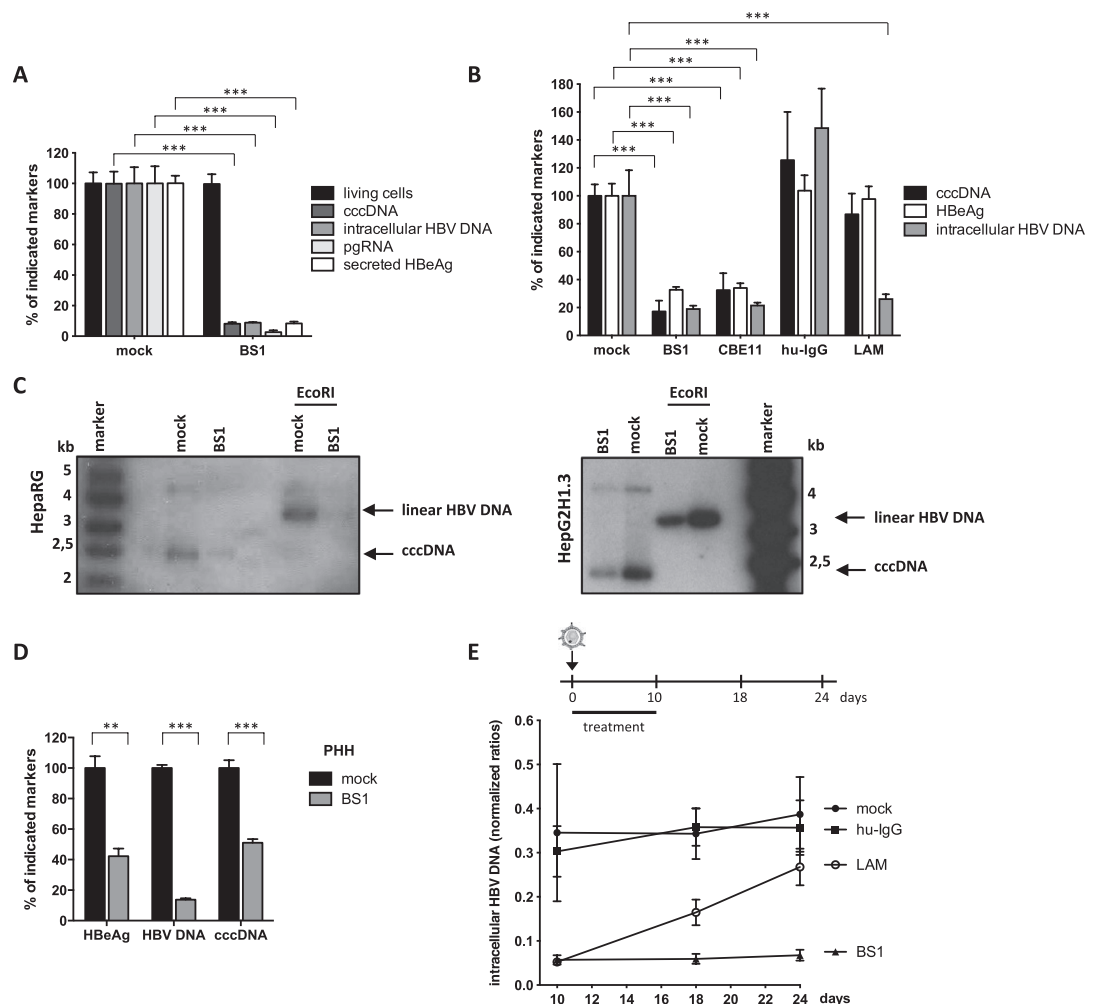 A
***
***
***
***
% of indicated markers
120
100
80
60
40
20
0
mock
BS1
living cells
cccDNA
intracellular HBV DNA
pgRNA
secreted HBeAg
B
***
***
***
***
***
***
***
% of indicated markers
180
160
140
120
100
80
60
40
20
0
mock
BS1
CBE11
hu-IgG
LAM
cccDNA
HBeAg
intracellular HBV DNA
C
HepaRG
kb
marker
mock
BS1
EcoRI
mock
BS1
5
4
3
2,5
2
linear HBV DNA
cccDNA
HepG2H1.3
BS1
mock
EcoRI
BS1
mock
marker
kb
4
3
2,5
linear HBV DNA
cccDNA
D
**
***
***
% of indicated markers
120
100
80
60
40
20
0
HBeAg
HBV DNA
cccDNA
PHH
mock
BS1
E
0
10
18
24
days
treatment
intracellular HBV DNA (normalized ratios)
0.6
0.5
0.4
0.3
0.2
0.1
0.0
10
12
14
16
18
20
22
24
days
mock
hu-IgG
LAM
BS1